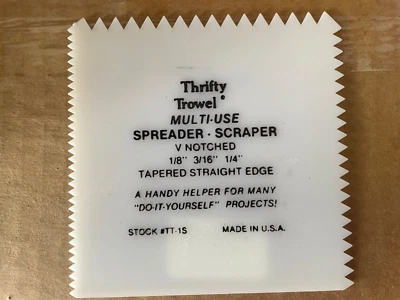 Thrifty
Trowel®
MULTI-USE
SPREADER - SCRAPER
V NOTCHED
1/8" 3/16" 1/4"
TAPERED STRAIGHT EDGE
A HANDY HELPER FOR MANY
"DO-IT-YOURSELF" PROJECTS!
STOCK #TT-1S MADE IN U.S.A.